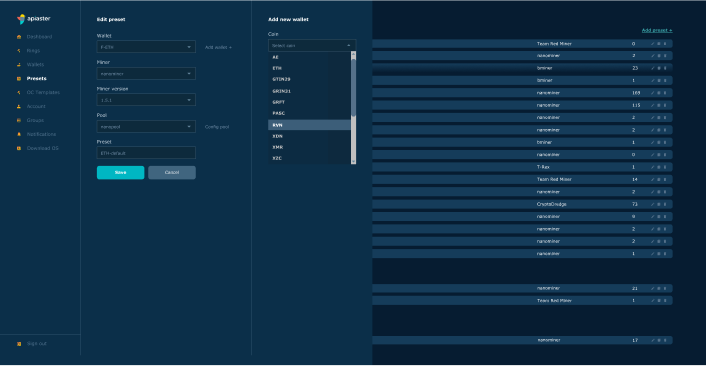 apiaster
Dashboard
Rings
Wallets
Presets
OC Templates
Account
Groups
Notifications
Download OS
Sign out
Edit preset
Wallet
F-ETH
Add wallet +
Miner
nanominer
Miner version
1.5.1
Pool
nanopool
Config pool
Preset
ETH-default
Save
Cancel
Add new wallet
Coin
Select coin
AE
ETH
GTIN29
GRIN31
GRFT
PASC
RVN
XDN
XMR
XZC
Add preset +
Team Red Miner 0
nanominer 2
bminer 23
bminer 1
nanominer 169
nanominer 115
nanominer 2
nanominer 2
bminer 1
nanominer 0
T-Rex 1
Team Red Miner 14
nanominer 2
CryptoDredge 71
nanominer 9
nanominer 2
nanominer 2
nanominer 1
nanominer 21
Team Red Miner 1
nanominer 17